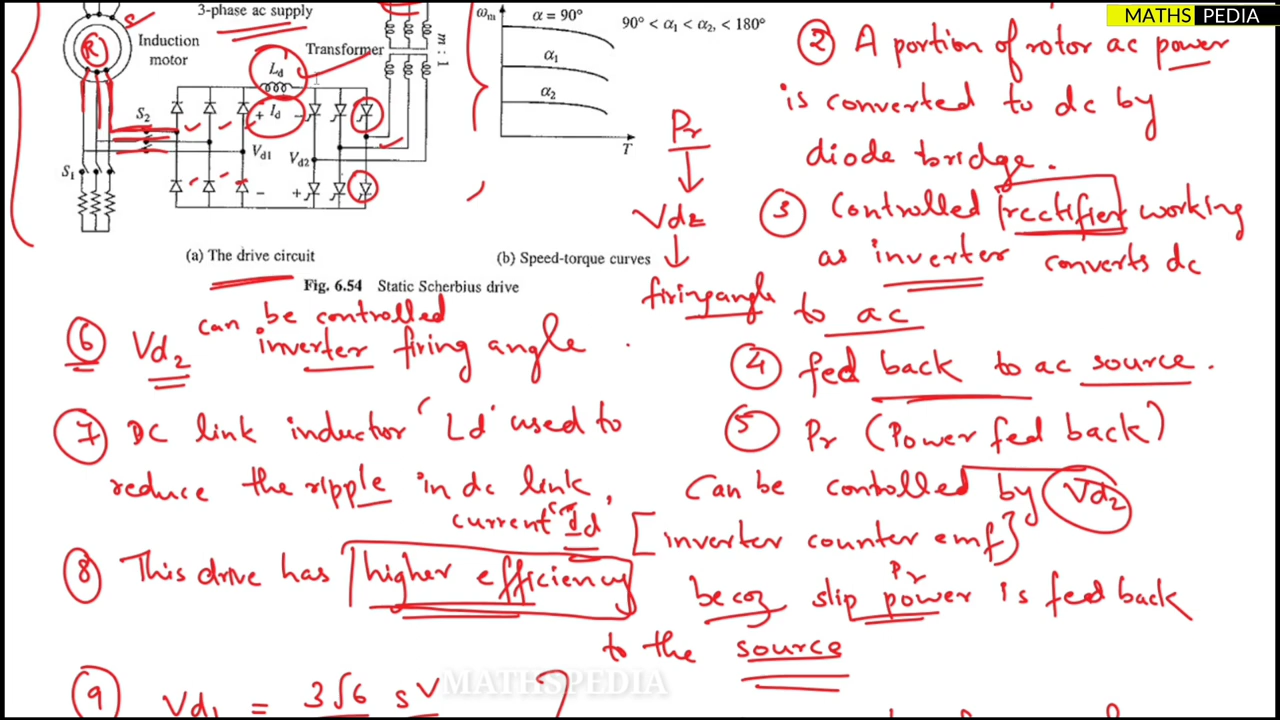 MATHS PEDIA
3-phase ac supply
R
S
Induction
motor
Transformer
m : 1
Ld
Id
+ −
S2
S1
Vd1
Vd2
−
+
(a) The drive circuit
ωm
α = 90°
α1
α2
T
90° < α1 < α2, < 180°
(b) Speed-torque curves
Fig. 6.54 Static Scherbius drive
Pr
↓
Vd2
↓
firing angle
② A portion of rotor ac power
is converted to dc by
diode bridge.
③ Controlled rectifier working
as inverter converts dc
to ac
④ fed back to ac source.
⑤ Pr (Power fed back)
Can be controlled by Vd2
[inverter counter emf}
⑥ Vd2 can be controlled
inverter firing angle.
⑦ DC link inductor 'Ld' used to
reduce the ripple in dc link,
current "Id"
⑧ This drive has higher efficiency
becoz slip power is feed back
Pr
to the source
⑨ Vd1 = 3√6 sV
MATHSPEDIA